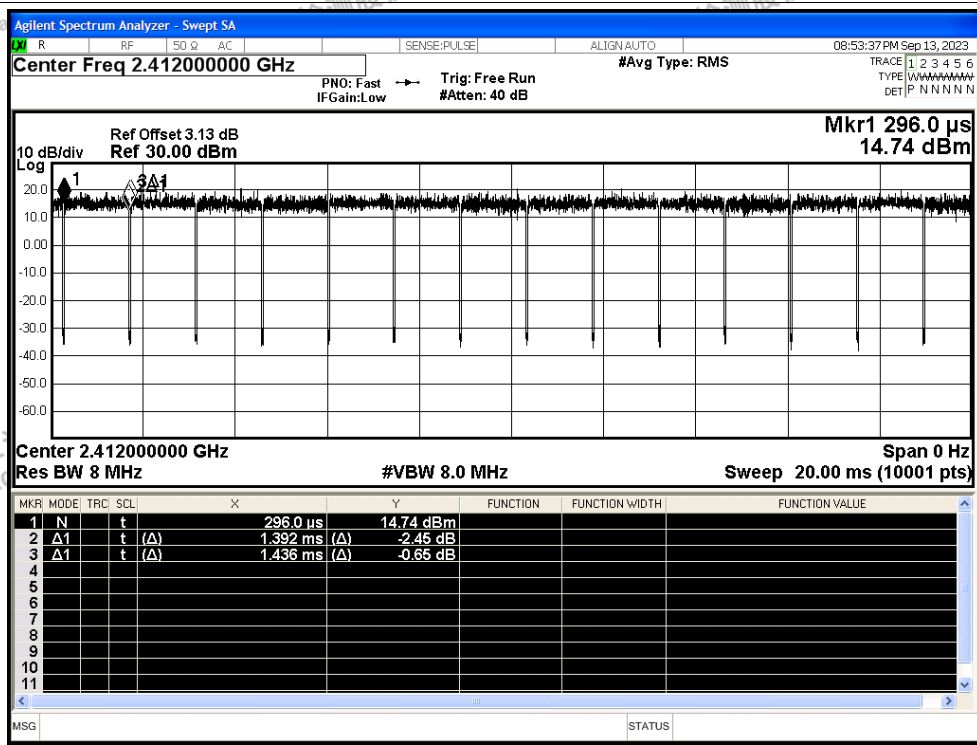 Agilent Spectrum Analyzer - Swept SA
LXI R RF 50 Ω AC SENSE:PULSE ALIGN AUTO 08:53:37 PM Sep 13, 2023
Center Freq 2.412000000 GHz #Avg Type: RMS TRACE 1 2 3 4 5 6
PNO: Fast Trig: Free Run TYPE
IFGain:Low #Atten: 40 dB DET P N N N N N
Mkr1 296.0 µs
Ref Offset 3.13 dB
10 dB/div Ref 30.00 dBm 14.74 dBm
Log
1 3Δ1
20.0
10.0
0.00
-10.0
-20.0
-30.0
-40.0
-50.0
-60.0
Center 2.412000000 GHz Span 0 Hz
Res BW 8 MHz #VBW 8.0 MHz Sweep 20.00 ms (10001 pts)
MKR MODE TRC SCL X Y FUNCTION FUNCTION WIDTH FUNCTION VALUE
1 N t 296.0 µs 14.74 dBm
2 Δ1 t (Δ) 1.392 ms (Δ) -2.45 dB
3 Δ1 t (Δ) 1.436 ms (Δ) -0.65 dB
4
5
6
7
8
9
10
11
MSG STATUS